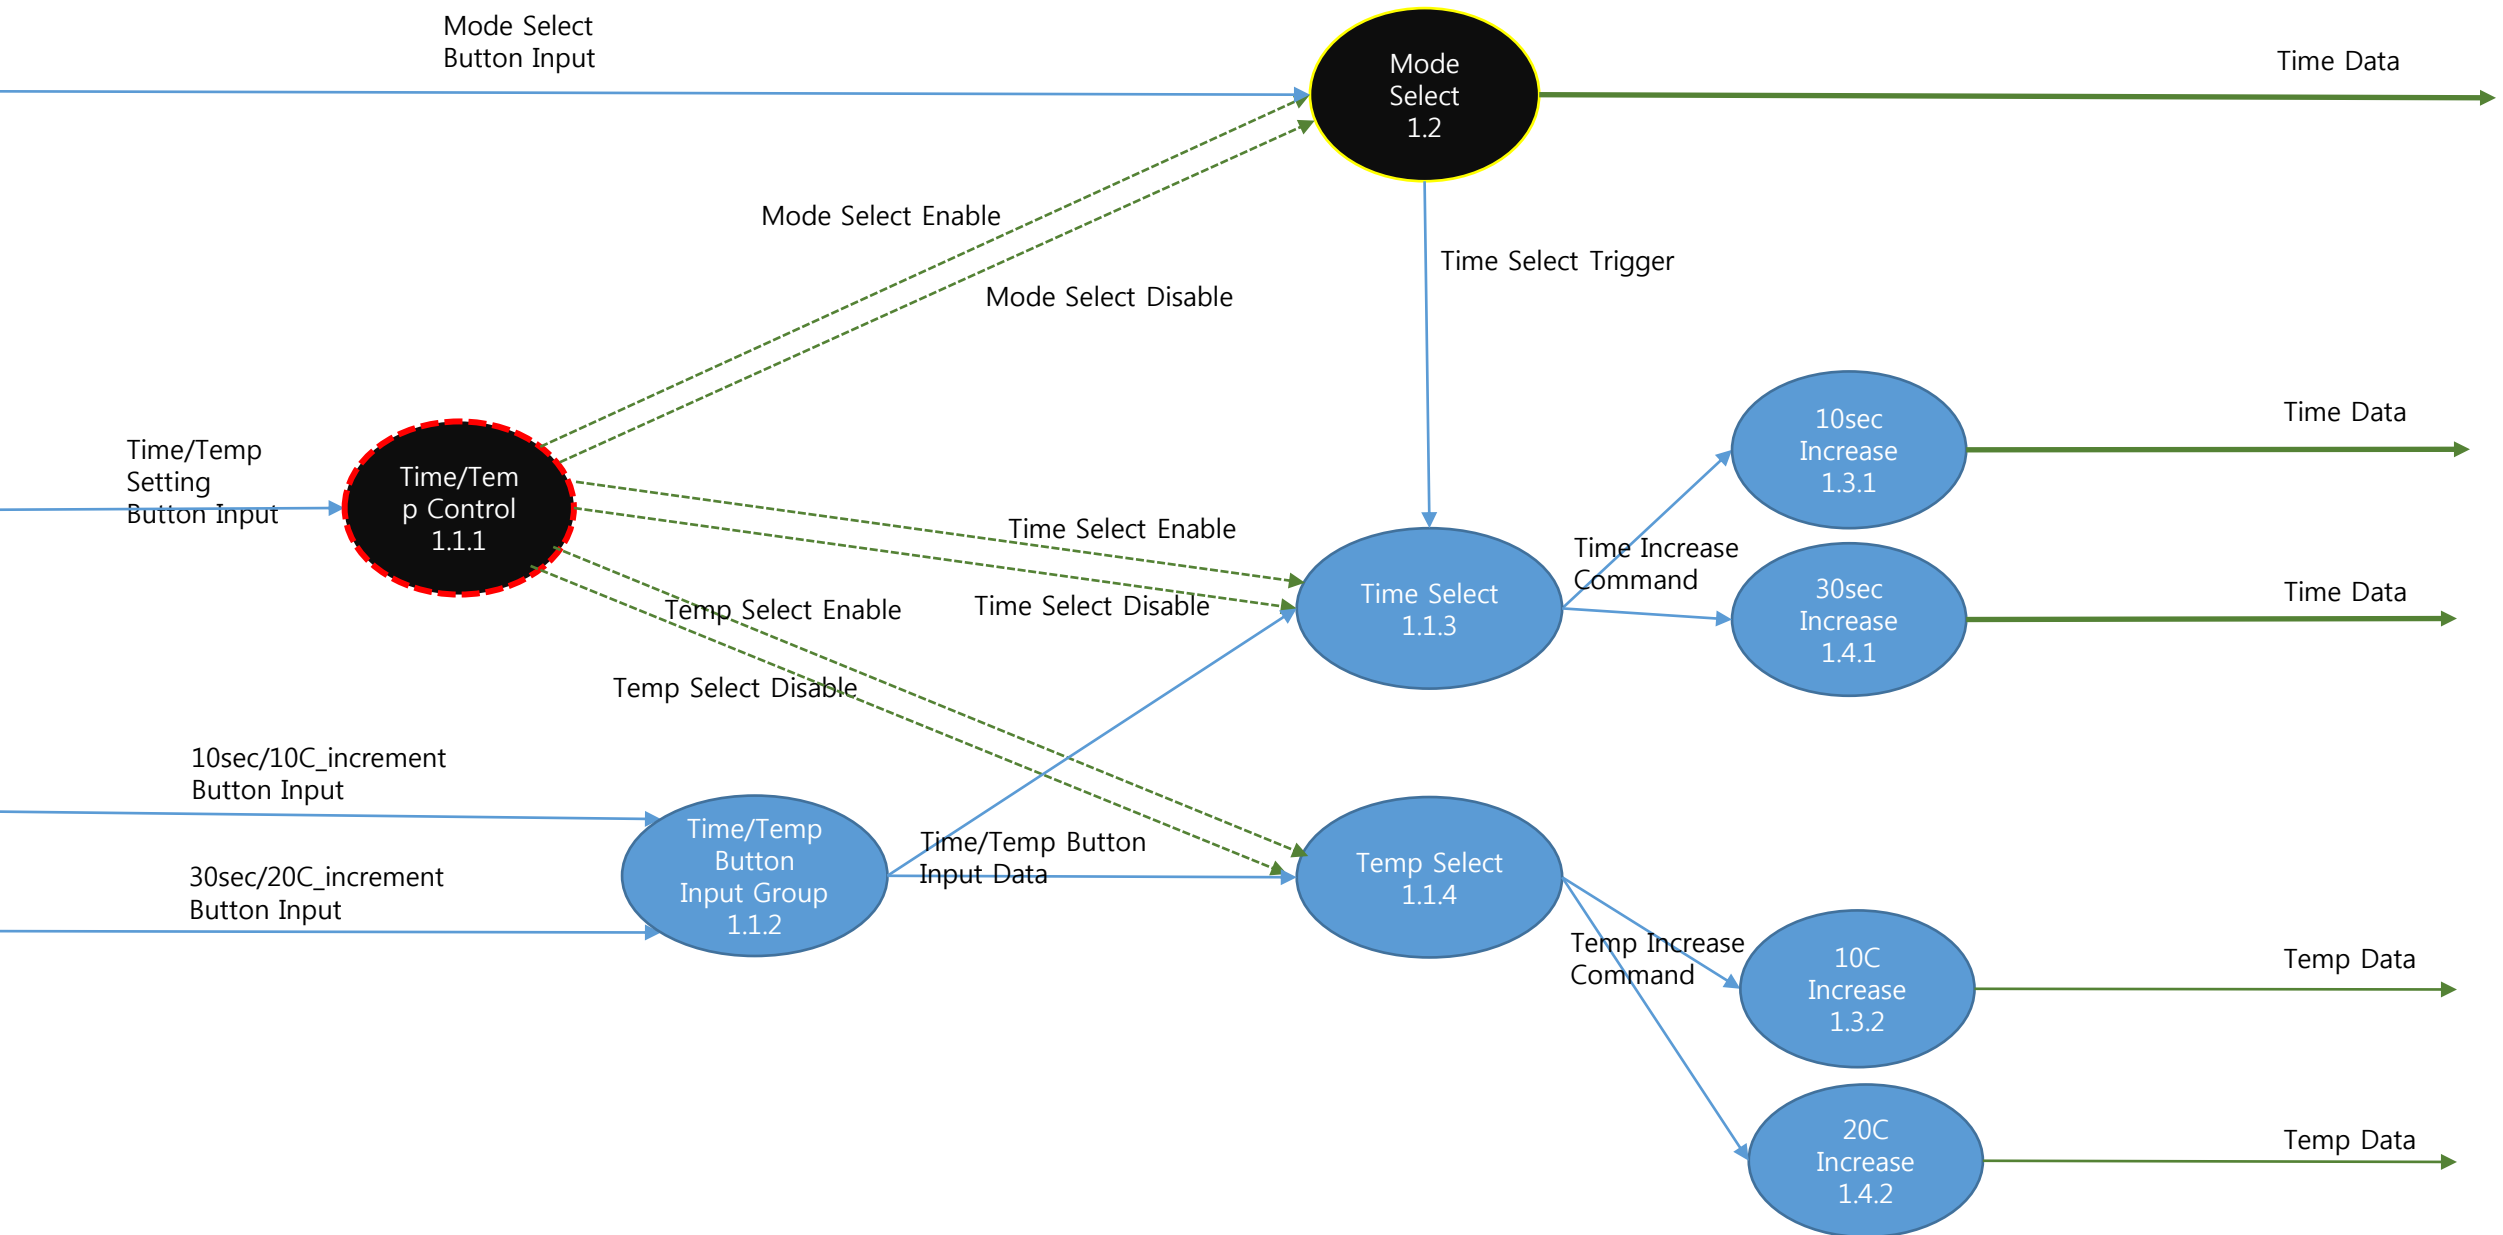 Mode Select
Button Input
Mode
Select
1.2
Time Data
Mode Select Enable
Time Select Trigger
Mode Select Disable
Time/Temp
Setting
Button Input
Time/Tem
p Control
1.1.1
10sec
Increase
1.3.1
Time Data
Time Select Enable
Time Increase
Command
Temp Select Enable
Time Select Disable
Time Select
1.1.3
30sec
Increase
1.4.1
Time Data
Temp Select Disable
10sec/10C_increment
Button Input
30sec/20C_increment
Button Input
Time/Temp
Button
Input Group
1.1.2
Time/Temp Button
Input Data
Temp Select
1.1.4
Temp Increase
Command
10C
Increase
1.3.2
Temp Data
20C
Increase
1.4.2
Temp Data